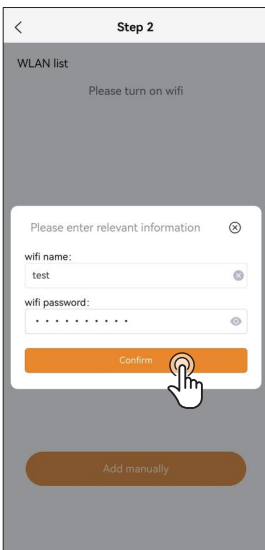 Step 2
WLAN list
Please turn on wifi
Please enter relevant information
wifi name:
test
wifi password:
Confirm
Add manually